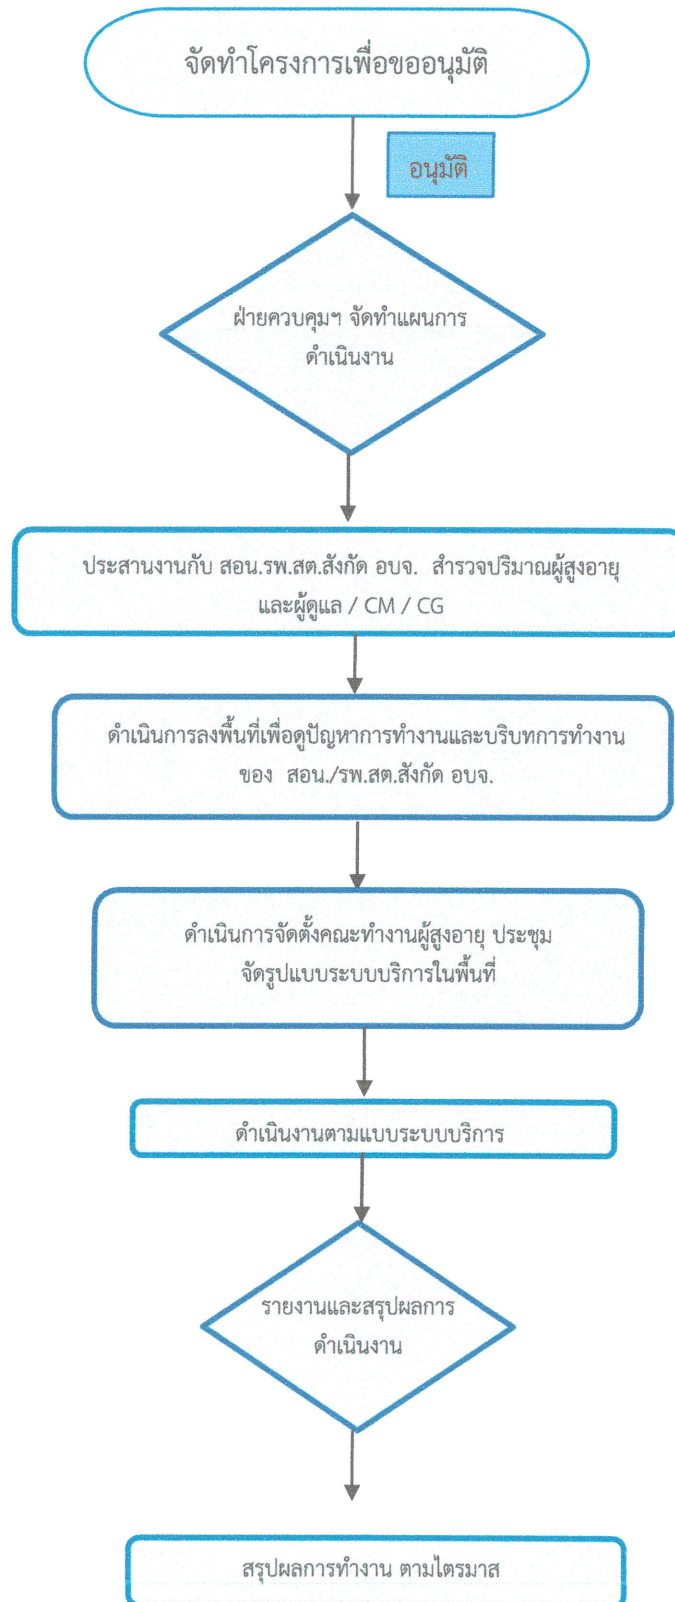 จัดทำโครงการเพื่อขออนุมัติ
อนุมัติ
ฝ่ายควบคุมฯ จัดทำแผนการ
ดำเนินงาน
ประสานงานกับ สอน.รพ.สต.สังกัด อบจ. สำรวจปริมาณผู้สูงอายุ
และผู้ดูแล / CM / CG
ดำเนินการลงพื้นที่เพื่อดูปัญหาการทำงานและบริบทการทำงาน
ของ สอน./รพ.สต.สังกัด อบจ.
ดำเนินการจัดตั้งคณะทำงานผู้สูงอายุ ประชุม
จัดรูปแบบระบบบริการในพื้นที่
ดำเนินงานตามแบบระบบบริการ
รายงานและสรุปผลการ
ดำเนินงาน
สรุปผลการทำงาน ตามไตรมาส